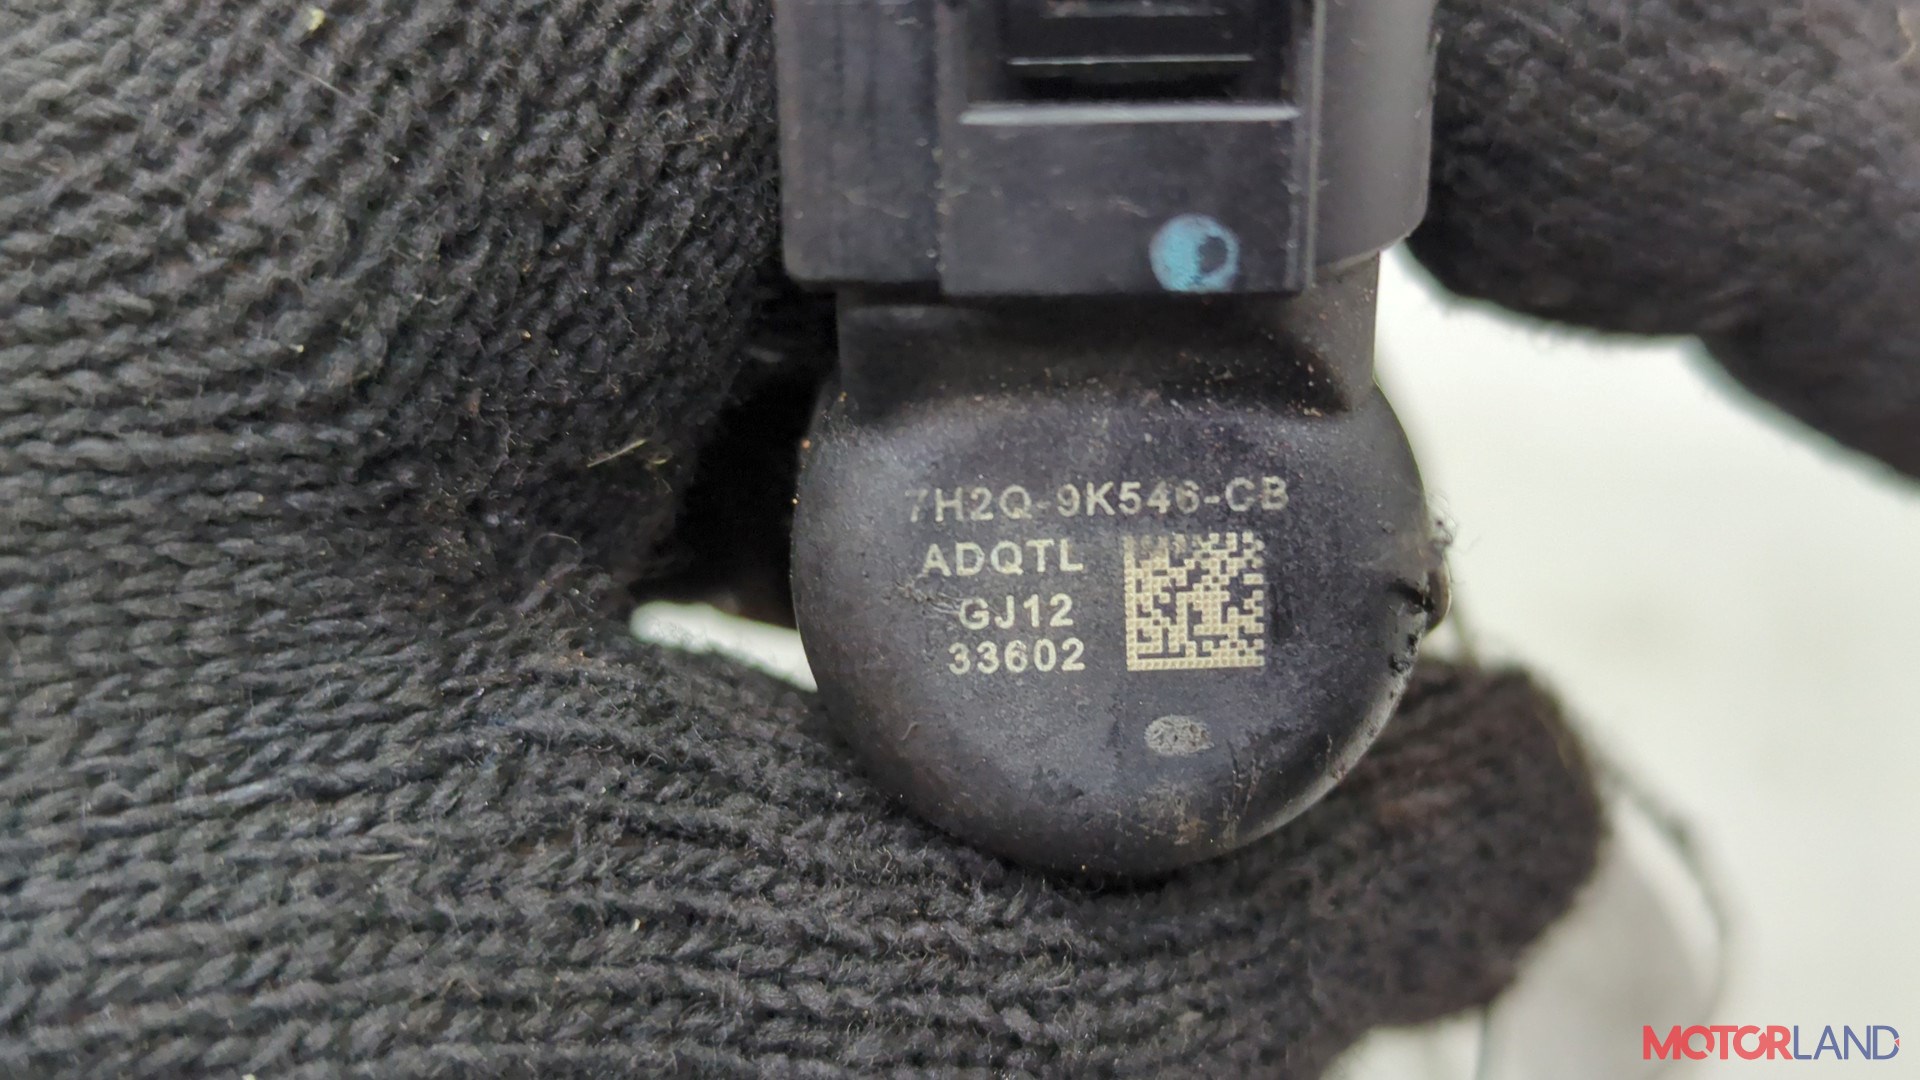 7H2Q-9K546-CB
ADQTL
GJ12
33602
MOTORLAND